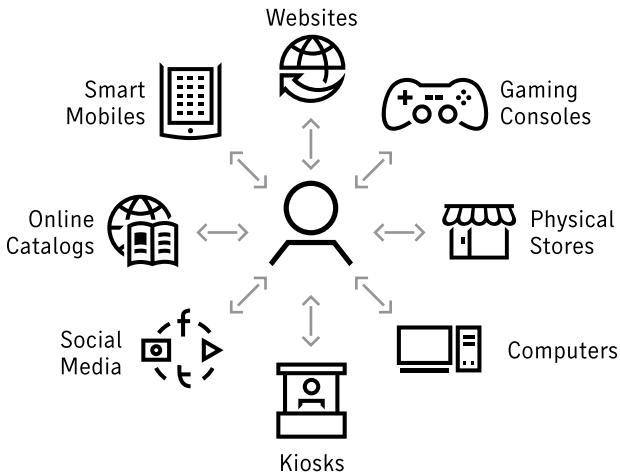 Websites
Smart
Mobiles
Gaming
Consoles
Online
Catalogs
Physical
Stores
Social
Media
Computers
Kiosks